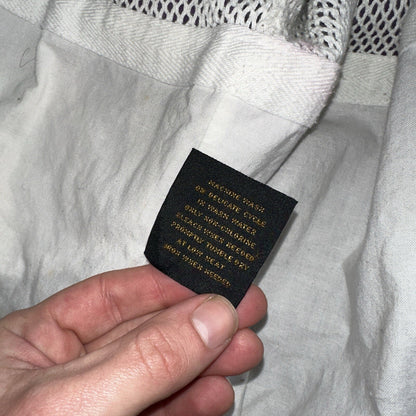 MACHINE WASH
ON DELICATE CYCLE
IN WARM WATER
ONLY NON-CHLORINE
BLEACH WHEN NEEDED
PROMPTLY TUMBLE DRY
AT LOW HEAT
IRON WHEN NEEDED